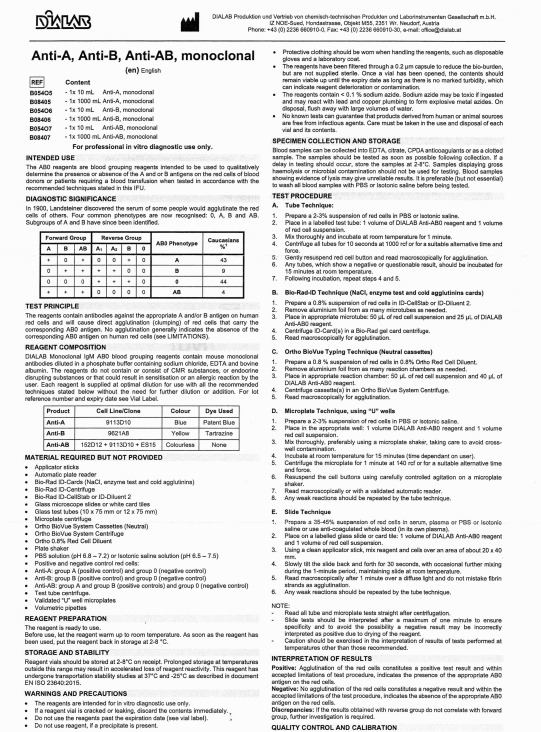 DIALAB
DIALAB Produktion und Vertrieb von chemisch-technischen Produkten und Laborinstrumenten Gesellschaft m.b.H.
IZ NOE-Sued, Hondastrasse, Objekt M55, 2351 Wr. Neudorf, Austria
Phone: +43 (0) 2236 660910-0, Fax: +43 (0) 2236 660910-30, e-mail: office@dialab.at
Anti-A, Anti-B, Anti-AB, monoclonal
(en) English
REF Content
B05405 - 1x 10 mL Anti-A, monoclonal
B08405 - 1x 1000 mL Anti-A, monoclonal
B05406 - 1x 10 mL Anti-B, monoclonal
B08406 - 1x 1000 mL Anti-B, monoclonal
B05407 - 1x 10 mL Anti-AB, monoclonal
B08407 - 1x 1000 mL Anti-AB, monoclonal
For professional in vitro diagnostic use only.
INTENDED USE
The AB0 reagents are blood grouping reagents intended to be used to qualitatively
determine the presence or absence of the A and or B antigens on the red cells of blood
donors or patients requiring a blood transfusion when tested in accordance with the
recommended techniques stated in this IFU.
DIAGNOSTIC SIGNIFICANCE
In 1900, Landsteiner discovered the serum of some people would agglutinate the red
cells of others. Four common phenotypes are now recognised: 0, A, B and AB.
Subgroups of A and B have since been identified.
Forward Group Reverse Group AB0 Phenotype Caucasians %¹
A B AB A₁ A₂ B 0
+ 0 + 0 0 + 0 A 43
0 + + + + 0 0 B 9
0 0 0 + + + 0 0 44
+ + + 0 0 0 0 AB 4
TEST PRINCIPLE
The reagents contain antibodies against the appropriate A and/or B antigen on human
red cells and will cause direct agglutination (clumping) of red cells that carry the
corresponding AB0 antigen. No agglutination generally indicates the absence of the
corresponding AB0 antigen on human red cells (see LIMITATIONS).
REAGENT COMPOSITION
DIALAB Monoclonal IgM AB0 blood grouping reagents contain mouse monoclonal
antibodies diluted in a phosphate buffer containing sodium chloride, EDTA and bovine
albumin. The reagents do not contain or consist of CMR substances, or endocrine
disrupting substances or that could result in sensitisation or an allergic reaction by the
user. Each reagent is supplied at optimal dilution for use with all the recommended
techniques stated below without the need for further dilution or addition. For lot
reference number and expiry date see Vial Label.
Product Cell Line/Clone Colour Dye Used
Anti-A 9113D10 Blue Patent Blue
Anti-B 9621A8 Yellow Tartrazine
Anti-AB 152D12 + 9113D10 + ES15 Colourless None
MATERIAL REQUIRED BUT NOT PROVIDED
• Applicator sticks
• Automatic plate reader
• Bio-Rad ID-Cards (NaCl, enzyme test and cold agglutinins)
• Bio-Rad ID-Centrifuge
• Bio-Rad ID-CellStab or ID-Diluent 2
• Glass microscope slides or white card tiles
• Glass test tubes (10 x 75 mm or 12 x 75 mm)
• Microplate centrifuge
• Ortho BioVue System Cassettes (Neutral)
• Ortho BioVue System Centrifuge
• Ortho 0.8% Red Cell Diluent
• Plate shaker
• PBS solution (pH 6.8 – 7.2) or Isotonic saline solution (pH 6.5 – 7.5)
• Positive and negative control red cells:
• Anti-A: group A (positive control) and group 0 (negative control)
• Anti-B: group B (positive control) and group 0 (negative control)
• Anti-AB: group A and group B (positive controls) and group 0 (negative control)
• Test tube centrifuge.
• Validated "U" well microplates
• Volumetric pipettes
REAGENT PREPARATION
The reagent is ready to use.
Before use, let the reagent warm up to room temperature. As soon as the reagent has
been used, put the reagent back in storage at 2-8 °C.
STORAGE AND STABILITY
Reagent vials should be stored at 2-8°C on receipt. Prolonged storage at temperatures
outside this range may result in accelerated loss of reagent reactivity. This reagent has
undergone transportation stability studies at 37°C and -25°C as described in document
EN ISO 23640:2015.
WARNINGS AND PRECAUTIONS
• The reagents are intended for in vitro diagnostic use only.
• If a reagent vial is cracked or leaking, discard the contents immediately.
• Do not use the reagents past the expiration date (see vial label).
• Do not use reagent, if a precipitate is present.
• Protective clothing should be worn when handling the reagents, such as disposable
gloves and a laboratory coat.
• The reagents have been filtered through a 0.2 µm capsule to reduce the bio-burden,
but are not supplied sterile. Once a vial has been opened, the contents should
remain viable up until the expiry date as long as there is no marked turbidity, which
can indicate reagent deterioration or contamination.
• The reagents contain < 0.1 % sodium azide. Sodium azide may be toxic if ingested
and may react with lead and copper plumbing to form explosive metal azides. On
disposal, flush away with large volumes of water.
• No known tests can guarantee that products derived from human or animal sources
are free from infectious agents. Care must be taken in the use and disposal of each
vial and its contents.
SPECIMEN COLLECTION AND STORAGE
Blood samples can be collected into EDTA, citrate, CPDA anticoagulants or as a clotted
sample. The samples should be tested as soon as possible following collection. If a
delay in testing should occur, store the samples at 2-8°C. Samples displaying gross
haemolysis or microbial contamination should not be used for testing. Blood samples
showing evidence of lysis may give unreliable results. It is preferable (but not essential)
to wash all blood samples with PBS or Isotonic saline before being tested.
TEST PROCEDURE
A. Tube Technique:
1. Prepare a 2-3% suspension of red cells in PBS or Isotonic saline.
2. Place in a labelled test tube: 1 volume of DIALAB Anti-AB0 reagent and 1 volume
of red cell suspension.
3. Mix thoroughly and incubate at room temperature for 1 minute.
4. Centrifuge all tubes for 10 seconds at 1000 rcf or for a suitable alternative time and
force.
5. Gently resuspend red cell button and read macroscopically for agglutination.
6. Any tubes, which show a negative or questionable result, should be incubated for
15 minutes at room temperature.
7. Following incubation, repeat steps 4 and 5.
B. Bio-Rad-ID Technique (NaCl, enzyme test and cold agglutinins cards)
1. Prepare a 0.8% suspension of red cells in ID-CellStab or ID-Diluent 2.
2. Remove aluminium foil from as many microtubes as needed.
3. Place in appropriate microtubes: 50 µL of red cell suspension and 25 µL of DIALAB
Anti-AB0 reagent.
4. Centrifuge ID-Card(s) in a Bio-Rad gel card centrifuge.
5. Read macroscopically for agglutination.
C. Ortho BioVue Typing Technique (Neutral cassettes)
1. Prepare a 0.8 % suspension of red cells in 0.8% Ortho Red Cell Diluent.
2. Remove aluminium foil from as many reaction chambers as needed.
3. Place in appropriate reaction chamber: 50 µL of red cell suspension and 40 µL of
DIALAB Anti-AB0 reagent.
4. Centrifuge cassette(s) in an Ortho BioVue System Centrifuge.
5. Read macroscopically for agglutination.
D. Microplate Technique, using "U" wells
1. Prepare a 2-3% suspension of red cells in PBS or Isotonic saline.
2. Place in the appropriate well: 1 volume DIALAB Anti-AB0 reagent and 1 volume
red cell suspension.
3. Mix thoroughly, preferably using a microplate shaker, taking care to avoid cross-
well contamination.
4. Incubate at room temperature for 15 minutes (time dependant on user).
5. Centrifuge the microplate for 1 minute at 140 rcf or for a suitable alternative time
and force.
6. Resuspend the cell buttons using carefully controlled agitation on a microplate
shaker.
7. Read macroscopically or with a validated automatic reader.
8. Any weak reactions should be repeated by the tube technique.
E. Slide Technique
1. Prepare a 35-45% suspension of red cells in serum, plasma or PBS or Isotonic
saline or use anti-coagulated whole blood (in its own plasma).
2. Place on a labelled glass slide or card tile: 1 volume of DIALAB Anti-AB0 reagent
and 1 volume of red cell suspension.
3. Using a clean applicator stick, mix reagent and cells over an area of about 20 x 40
mm.
4. Slowly tilt the slide back and forth for 30 seconds, with occasional further mixing
during the 1-minute period, maintaining slide at room temperature.
5. Read macroscopically after 1 minute over a diffuse light and do not mistake fibrin
strands as agglutination.
6. Any weak reactions should be repeated by the tube technique.
NOTE:
- Read all tube and microplate tests straight after centrifugation.
- Slide tests should be interpreted after a maximum of one minute to ensure
specificity and to avoid the possibility a negative result may be incorrectly
interpreted as positive due to drying of the reagent.
- Caution should be exercised in the interpretation of results of tests performed at
temperatures other than those recommended.
INTERPRETATION OF RESULTS
Positive: Agglutination of the red cells constitutes a positive test result and within
accepted limitations of test procedure, indicates the presence of the appropriate AB0
antigen on the red cells.
Negative: No agglutination of the red cells constitutes a negative result and within the
accepted limitations of the test procedure, indicates the absence of the appropriate AB0
antigen on the red cells.
Discrepancies: If the results obtained with reverse group do not correlate with forward
group, further investigation is required.
QUALITY CONTROL AND CALIBRATION